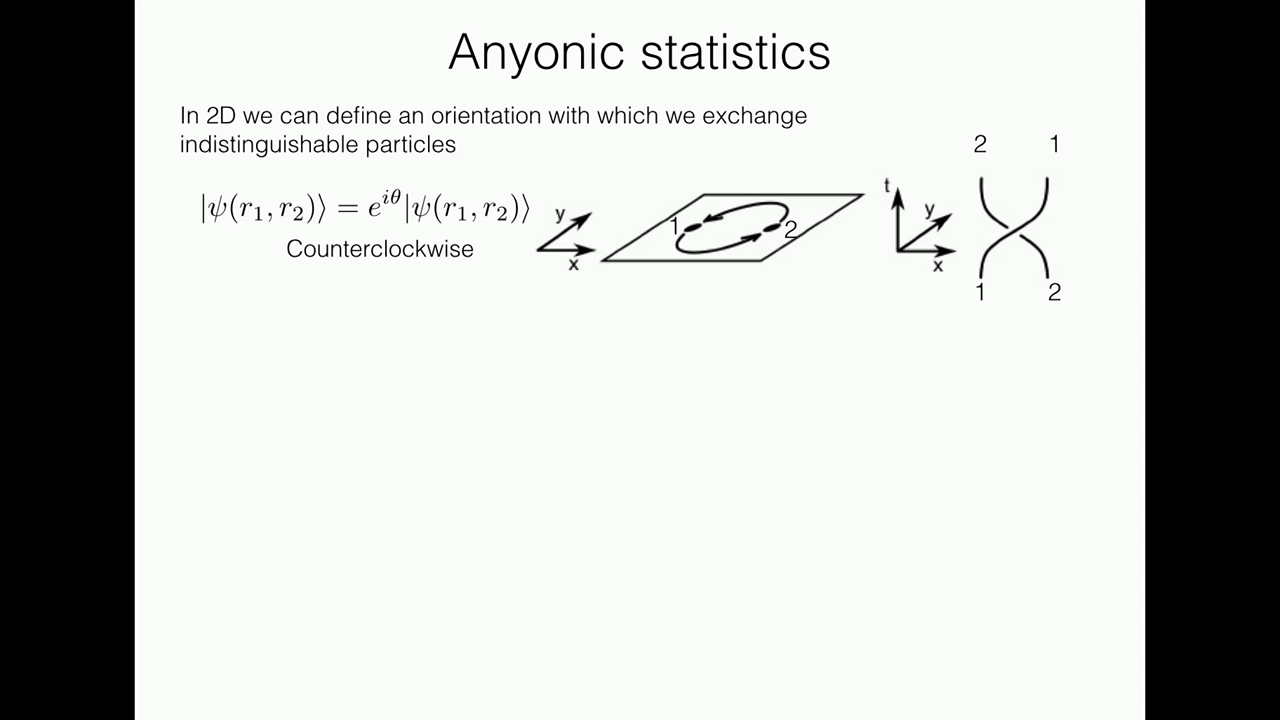 Anyonic statistics
In 2D we can define an orientation with which we exchange
indistinguishable particles
|ψ(r₁, r₂)⟩ = e^{iθ}|ψ(r₁, r₂)⟩
Counterclockwise
y
x
1
2
t
y
x
2 1
1 2